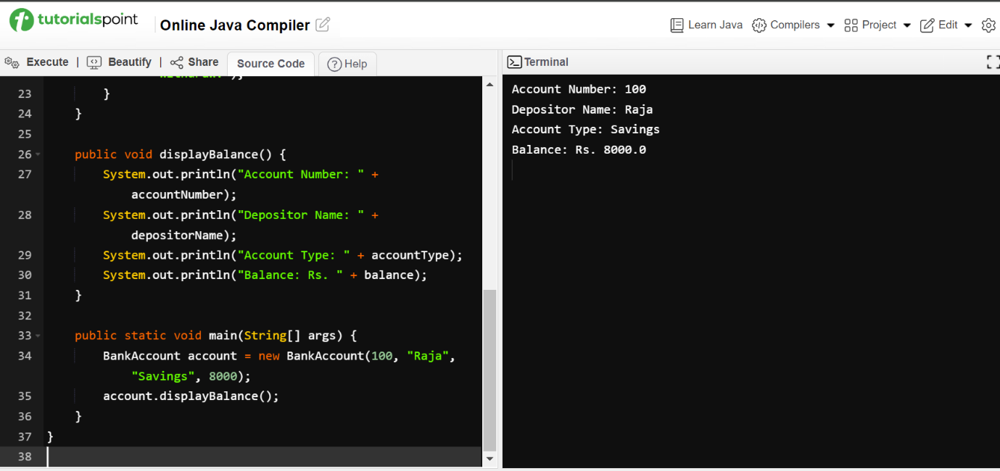 tutorialspoint
Online Java Compiler
Learn Java Compilers Project Edit
Execute | Beautify | Share Source Code Help
23 }
24 }
25
26 public void displayBalance() {
27 System.out.println("Account Number: " +
accountNumber);
28 System.out.println("Depositor Name: " +
depositorName);
29 System.out.println("Account Type: " + accountType);
30 System.out.println("Balance: Rs. " + balance);
31 }
32
33 public static void main(String[] args) {
34 BankAccount account = new BankAccount(100, "Raja",
"Savings", 8000);
35 account.displayBalance();
36 }
37 }
38
Terminal
Account Number: 100
Depositor Name: Raja
Account Type: Savings
Balance: Rs. 8000.0